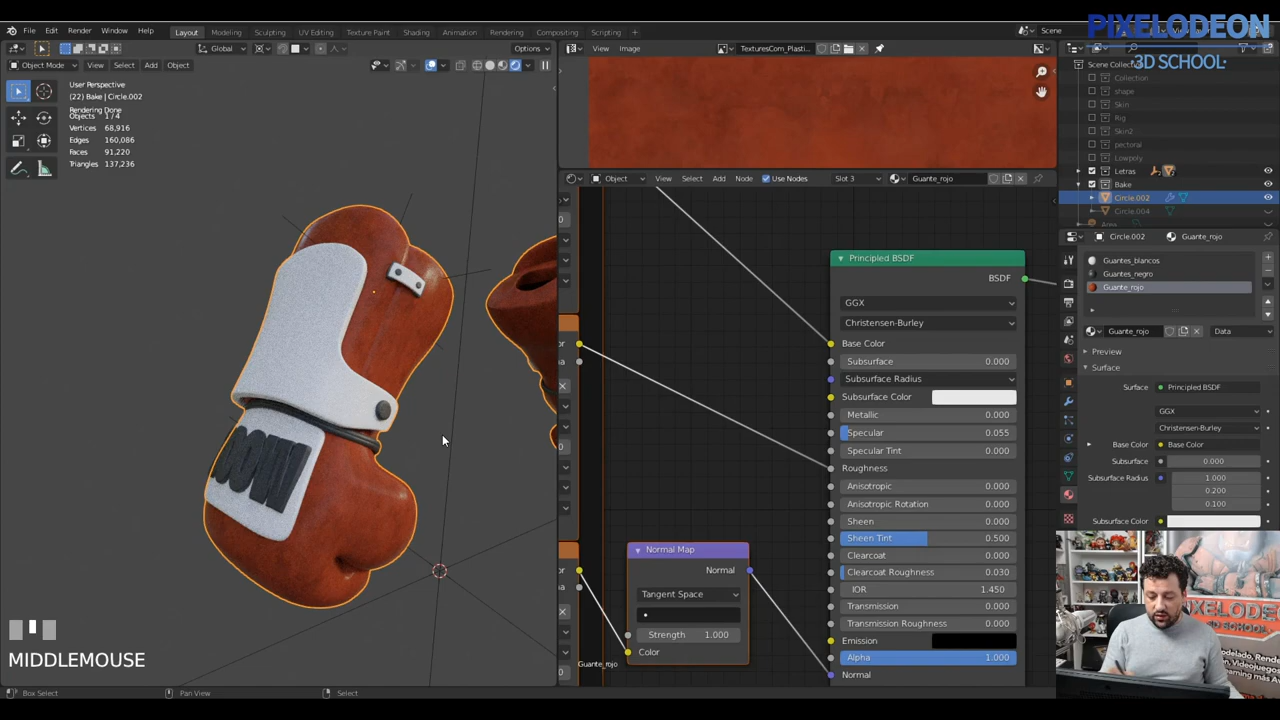 File Edit Render Window Help Layout Modeling Sculpting UV Editing Texture Paint Shading Animation Rendering Compositing Scripting Scene
PIXELODEON
3D SCHOOL
Global Options View Image TexturesCom_Plasti...
Object Mode View Select Add Object
User Perspective
(22) Bake | Circle.002
Rendering Done
Objects 1/4
Vertices 68,916
Edges 160,086
Faces 91,220
Triangles 137,236
Scene Collection
Collection
shape
Skin
Rig
Skin2
pectoral
Lowpoly
Letras
Bake
Circle.002
Circle.004
Object View Select Add Node Use Nodes Slot 3 Guante_rojo
Principled BSDF
BSDF
GGX
Christensen-Burley
Base Color
Subsurface 0.000
Subsurface Radius
Subsurface Color
Metallic 0.000
Specular 0.055
Specular Tint 0.000
Roughness
Anisotropic 0.000
Anisotropic Rotation 0.000
Sheen 0.000
Sheen Tint 0.500
Clearcoat 0.000
Clearcoat Roughness 0.030
IOR 1.450
Transmission 0.000
Transmission Roughness 0.000
Emission
Alpha 1.000
Normal
Normal Map
Normal
Tangent Space
Strength 1.000
Color
Guante_rojo
Circle.002 Guante_rojo
Guantes_blancos
Guantes_negro
Guante_rojo
Guante_rojo Data
Preview
Surface
Surface Principled BSDF
GGX
Christensen-Burley
Base Color Base Color
Subsurface 0.000
Subsurface Radius 1.000
0.200
0.100
Subsurface Color
MIDDLEMOUSE
Box Select Pan View Select